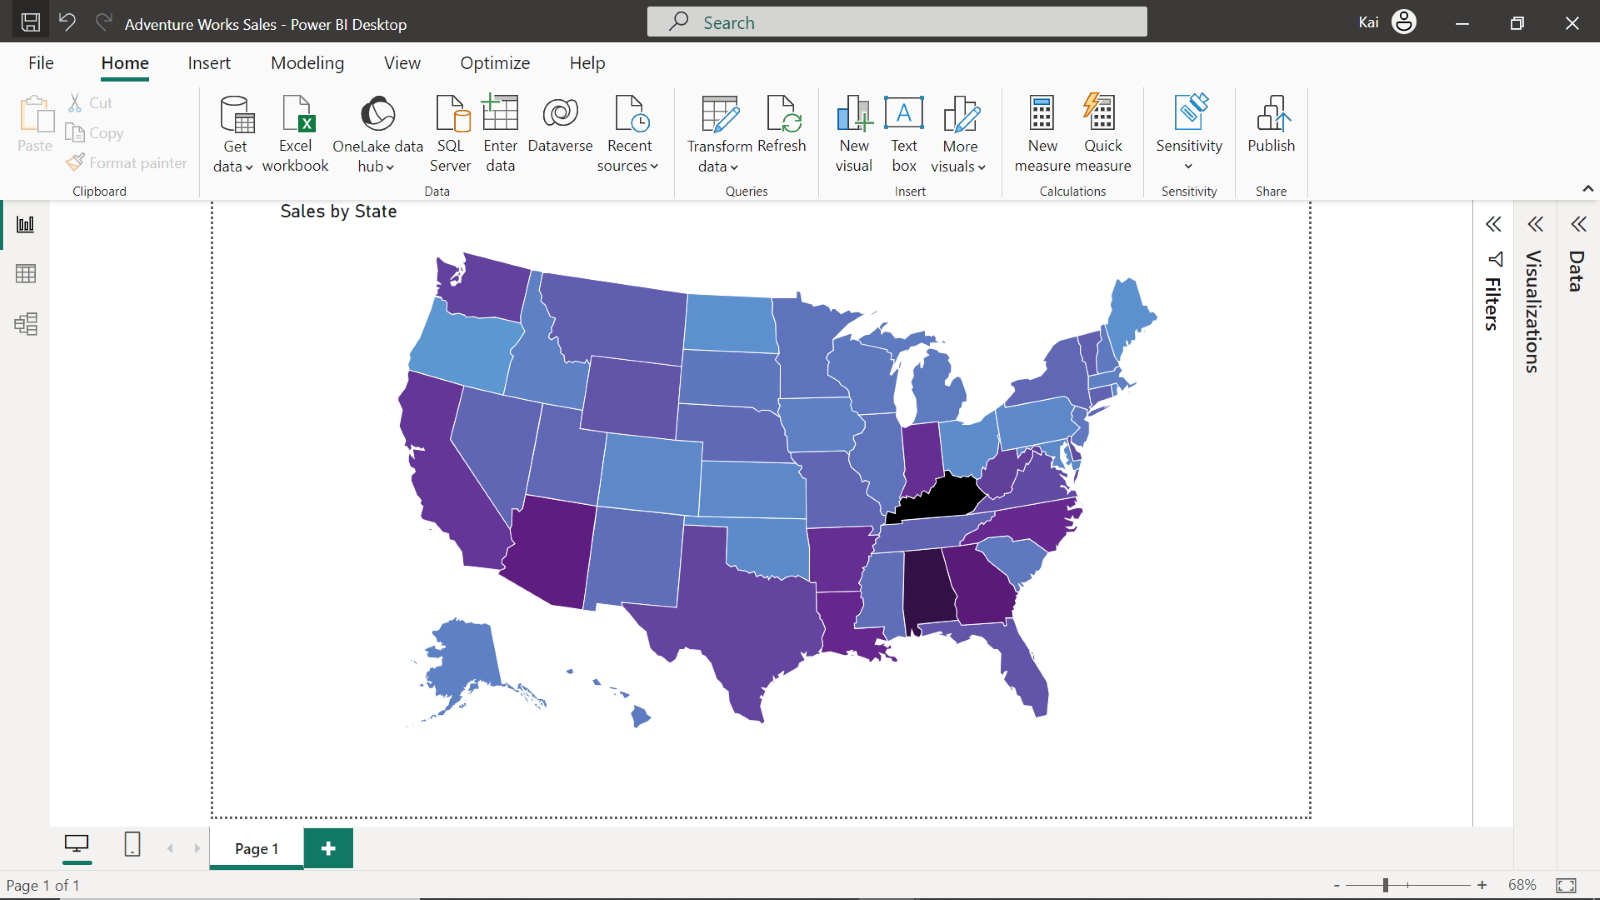 Adventure Works Sales - Power BI Desktop
Search
Kai
File
Home
Insert
Modeling
View
Optimize
Help
Paste
Cut
Copy
Format painter
Clipboard
Get
data
Excel
workbook
OneLake data
hub
SQL
Server
Enter
data
Dataverse
Recent
sources
Data
Transform
data
Refresh
Queries
New
visual
A
Text
box
More
visuals
Insert
New
measure
Quick
measure
Calculations
Sensitivity
Sensitivity
Publish
Share
Sales by State
Filters
Visualizations
Data
Page 1
Page 1 of 1
- + 68%